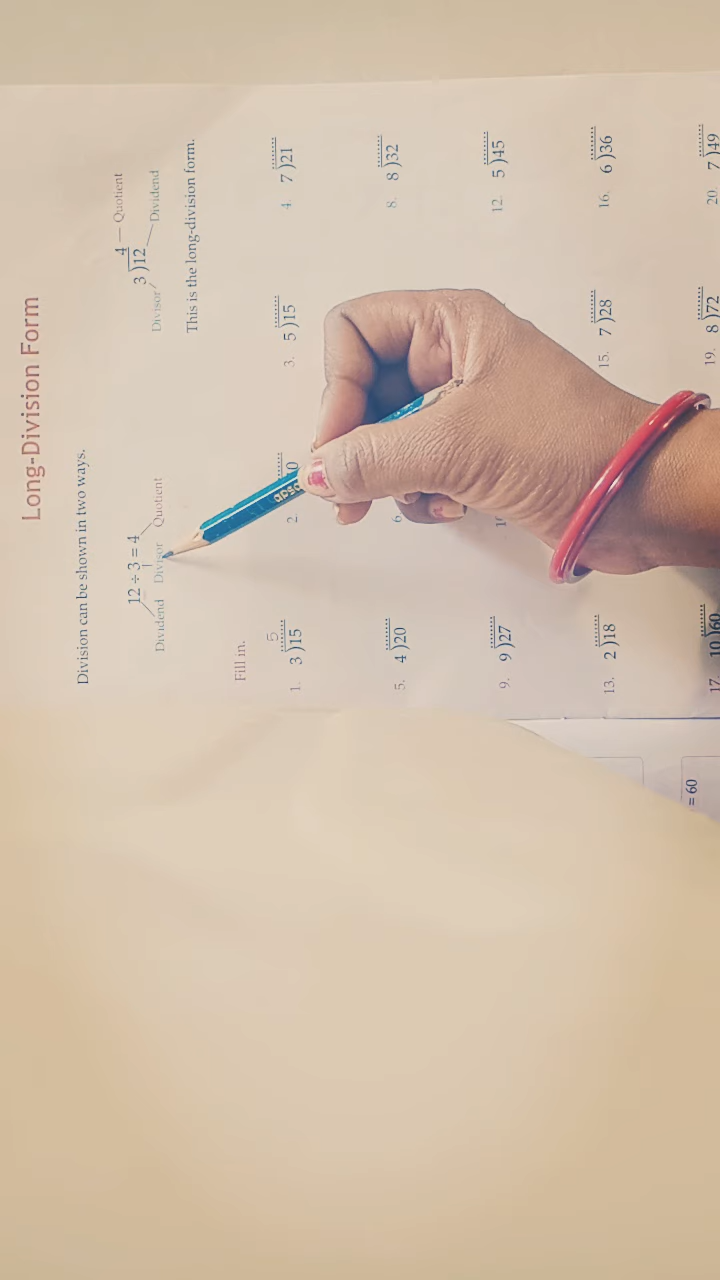 Long-Division Form
Division can be shown in two ways.
12 ÷ 3 = 4
Dividend Divisor Quotient
4 — Quotient
3 )12
Divisor Dividend
This is the long-division form.
Fill in.
5
1. 3 )15 2. 0 3. 5 )15 4. 7 )21
5. 4 )20 6. 8. 8 )32
9. 9 )27 12. 5 )45
13. 2 )18 15. 7 )28 16. 6 )36
17. 10 )60 19. 8 )72 20. 7 )49
= 60